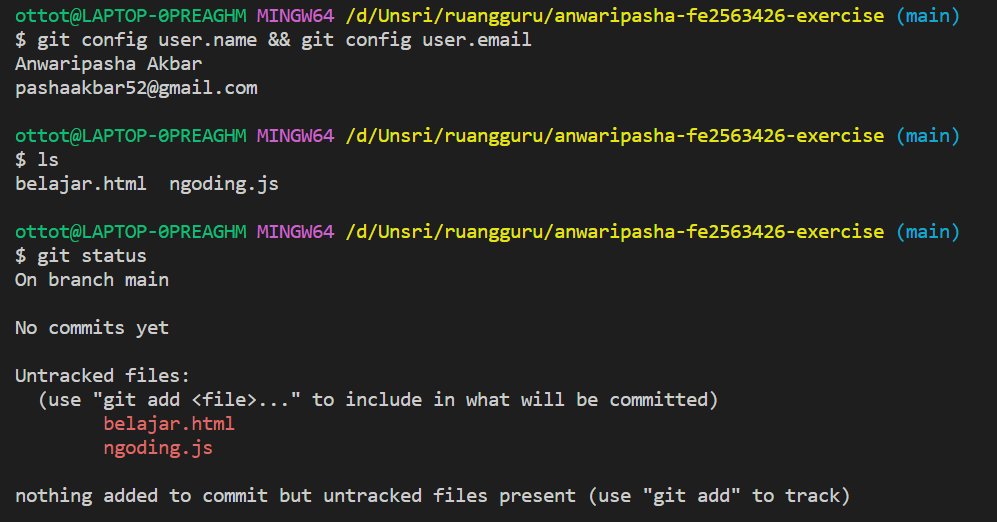 ottot@LAPTOP-0PREAGHM MINGW64 /d/Unsri/ruangguru/anwaripasha-fe2563426-exercise (main)
$ git config user.name && git config user.email
Anwaripasha Akbar
pashaakbar52@gmail.com
ottot@LAPTOP-0PREAGHM MINGW64 /d/Unsri/ruangguru/anwaripasha-fe2563426-exercise (main)
$ ls
belajar.html  ngoding.js
ottot@LAPTOP-0PREAGHM MINGW64 /d/Unsri/ruangguru/anwaripasha-fe2563426-exercise (main)
$ git status
On branch main
No commits yet
Untracked files:
  (use "git add <file>..." to include in what will be committed)
        belajar.html
        ngoding.js
nothing added to commit but untracked files present (use "git add" to track)